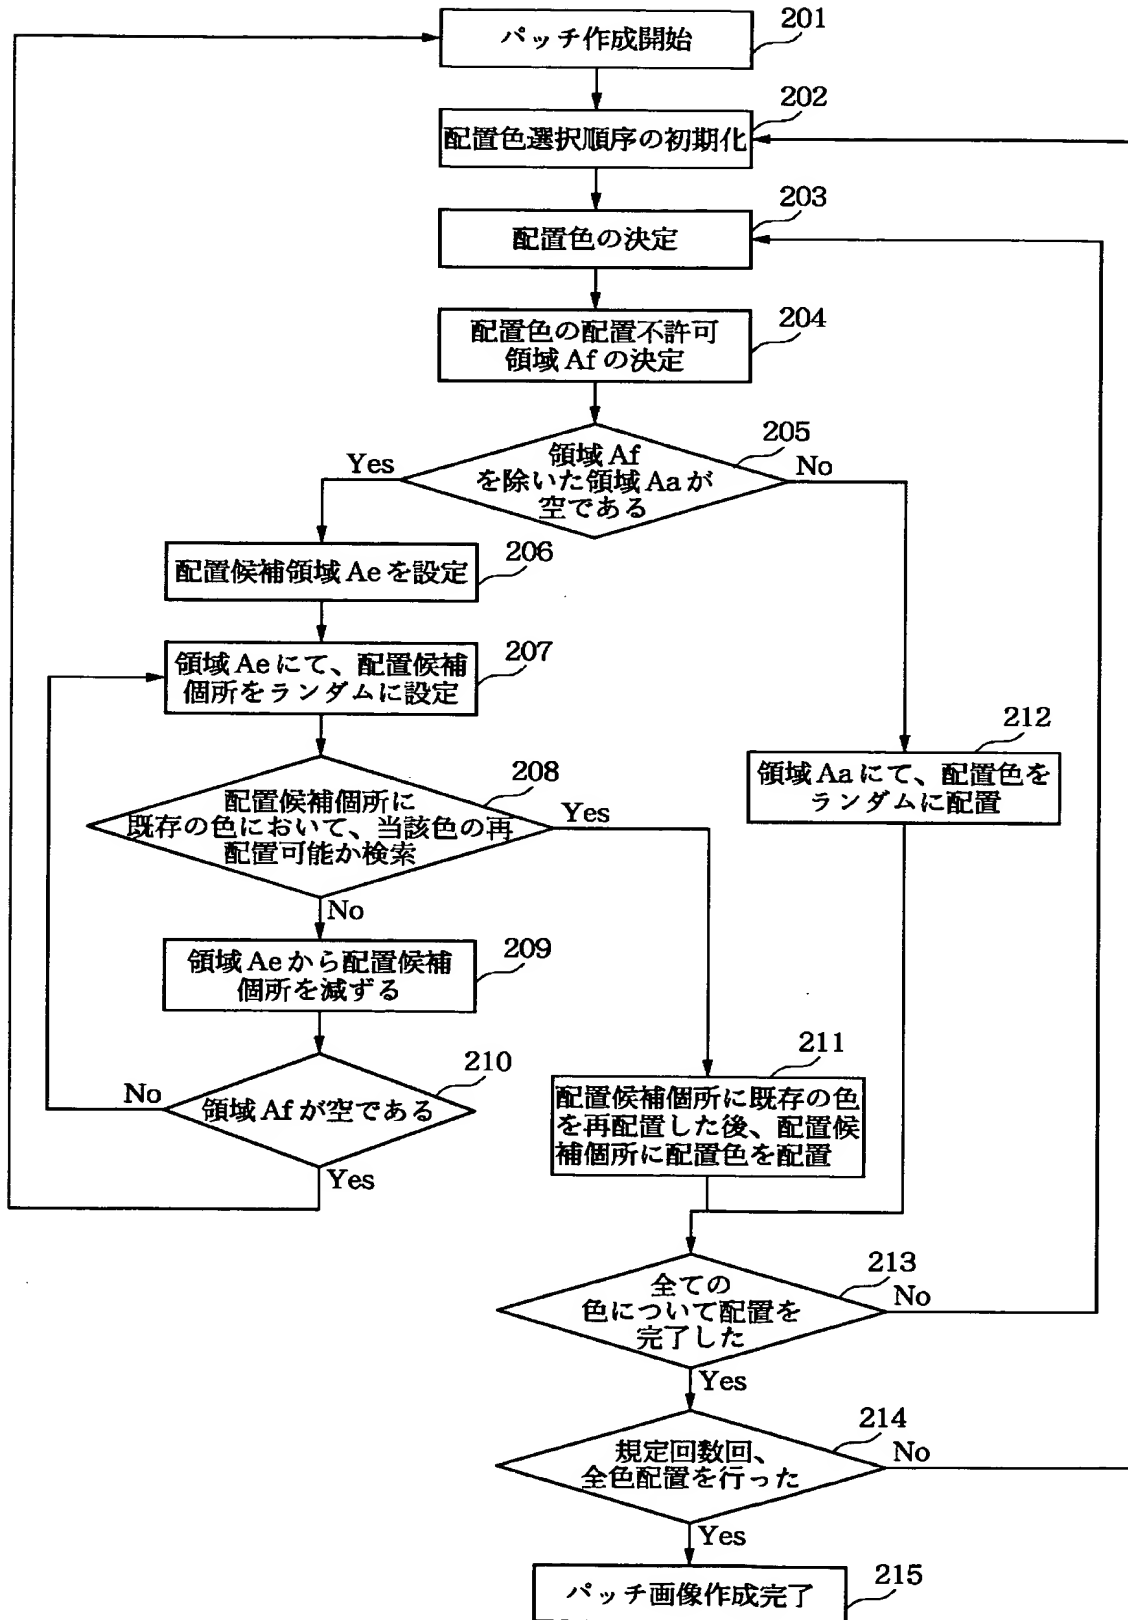 パッチ作成開始
201
配置色選択順序の初期化
202
配置色の決定
203
配置色の配置不許可
領域Afの決定
204
領域Af
を除いた領域Aaが
空である
205
Yes
No
配置候補領域Aeを設定
206
領域Aeにて、配置候補
個所をランダムに設定
207
212
領域Aaにて、配置色を
ランダムに配置
配置候補個所に
既存の色において、当該色の再
配置可能か検索
208
Yes
No
領域Aeから配置候補
個所を減ずる
209
領域Afが空である
210
No
Yes
211
配置候補個所に既存の色
を再配置した後、配置候
補個所に配置色を配置
全ての
色について配置を
完了した
213
No
Yes
規定回数回、
全色配置を行った
214
No
Yes
パッチ画像作成完了
215